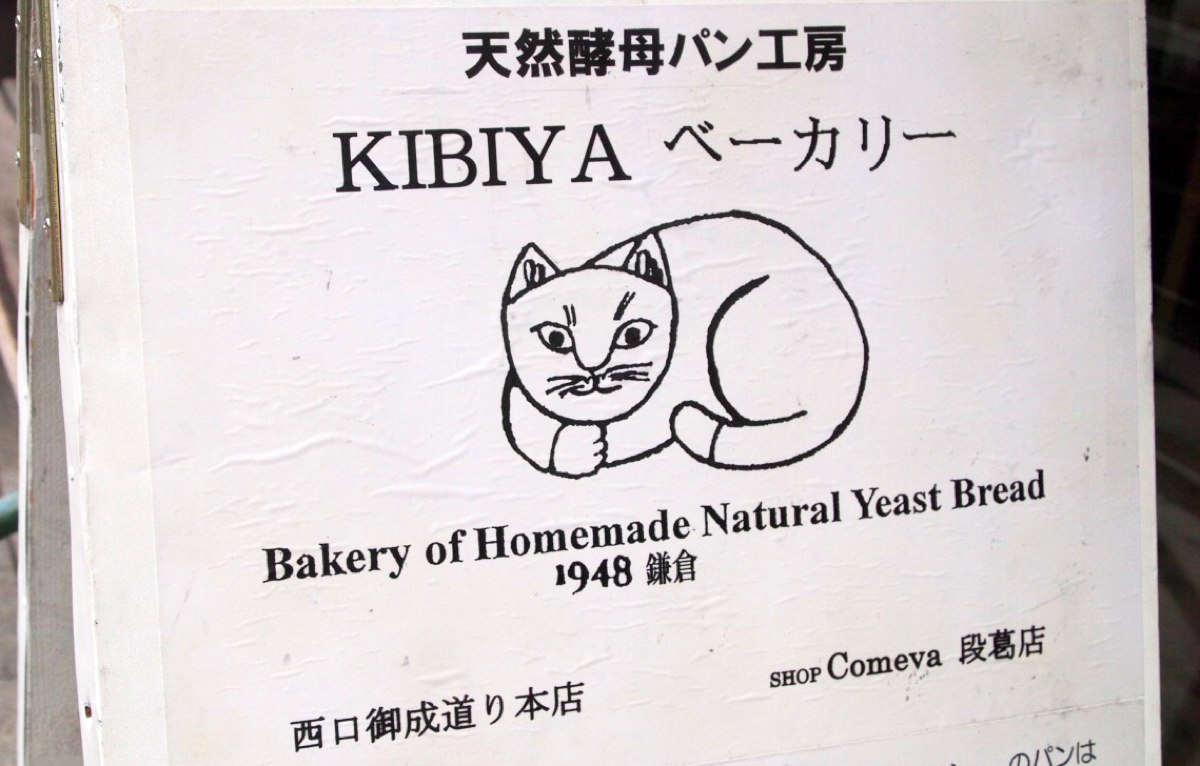 天然酵母パン工房
KIBIYA ベーカリー
Bakery of Homemade Natural Yeast Bread
1948 鎌倉
SHOP Comeva 段葛店
西口御成道り本店
のパンは